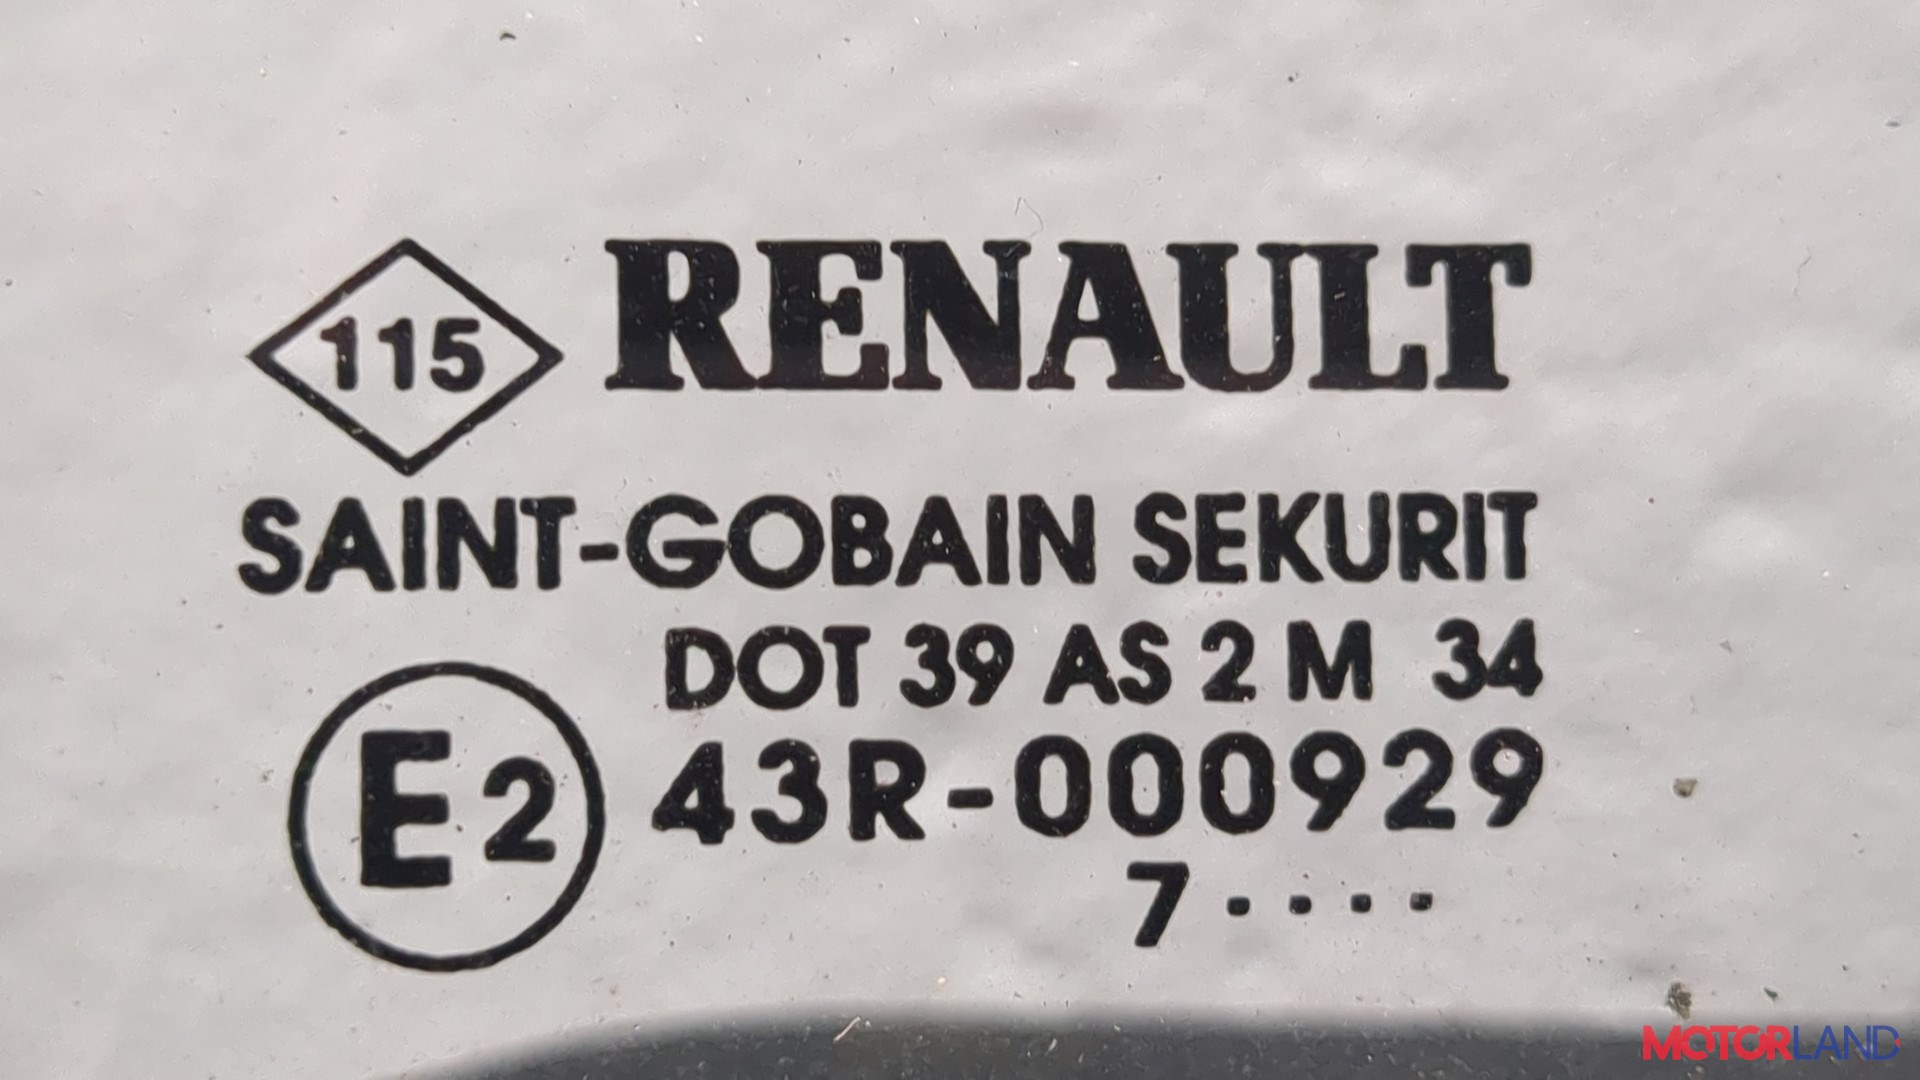 115 RENAULT
SAINT-GOBAIN SEKURIT
DOT 39 AS 2 M 34
E2 43R-000929
7 ····
MOTORLAND